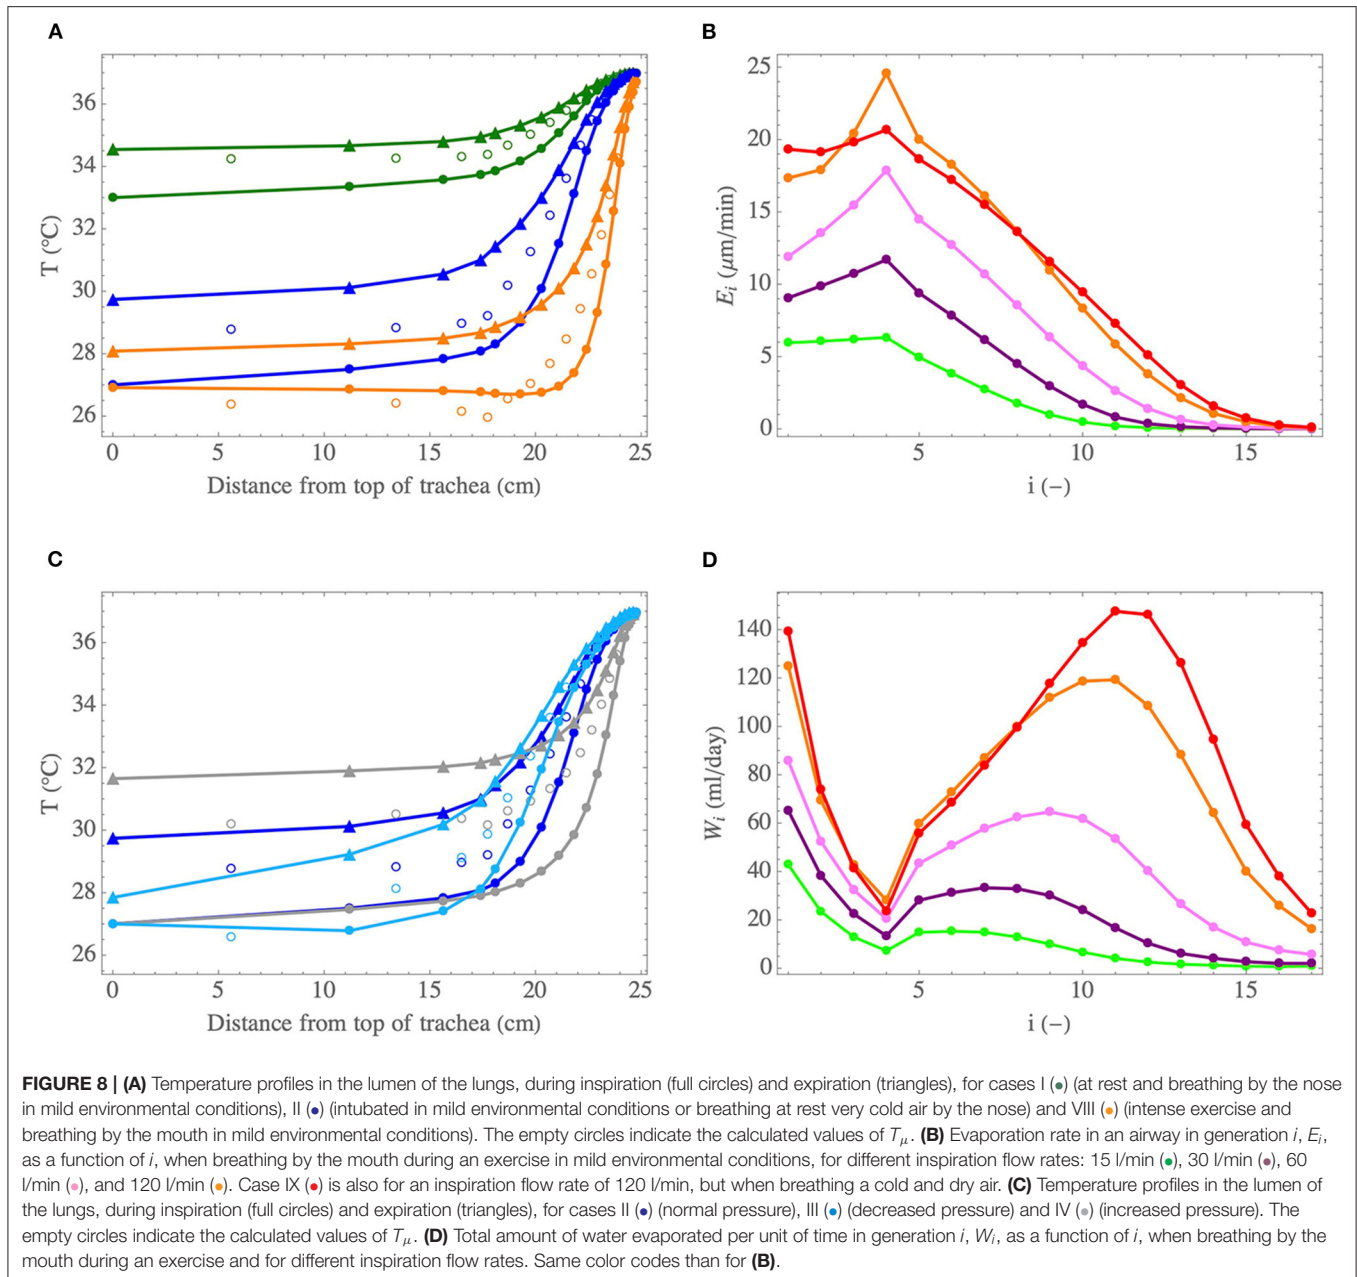 A
B
36
34
32
30
28
26
T (°C)
0
5
10
15
20
25
Distance from top of trachea (cm)
25
20
15
10
5
0
E_i (μm/min)
5
10
15
i (−)
C
D
36
34
32
30
28
26
T (°C)
0
5
10
15
20
25
Distance from top of trachea (cm)
140
120
100
80
60
40
20
0
W_i (ml/day)
5
10
15
i (−)
FIGURE 8 | (A) Temperature profiles in the lumen of the lungs, during inspiration (full circles) and expiration (triangles), for cases I (●) (at rest and breathing by the nose
in mild environmental conditions), II (●) (intubated in mild environmental conditions or breathing at rest very cold air by the nose) and VIII (●) (intense exercise and
breathing by the mouth in mild environmental conditions). The empty circles indicate the calculated values of T_μ. (B) Evaporation rate in an airway in generation i, E_i,
as a function of i, when breathing by the mouth during an exercise in mild environmental conditions, for different inspiration flow rates: 15 l/min (●), 30 l/min (●), 60
l/min (●), and 120 l/min (●). Case IX (●) is also for an inspiration flow rate of 120 l/min, but when breathing a cold and dry air. (C) Temperature profiles in the lumen of
the lungs, during inspiration (full circles) and expiration (triangles), for cases II (●) (normal pressure), III (●) (decreased pressure) and IV (●) (increased pressure). The
empty circles indicate the calculated values of T_μ. (D) Total amount of water evaporated per unit of time in generation i, W_i, as a function of i, when breathing by the
mouth during an exercise and for different inspiration flow rates. Same color codes than for (B).